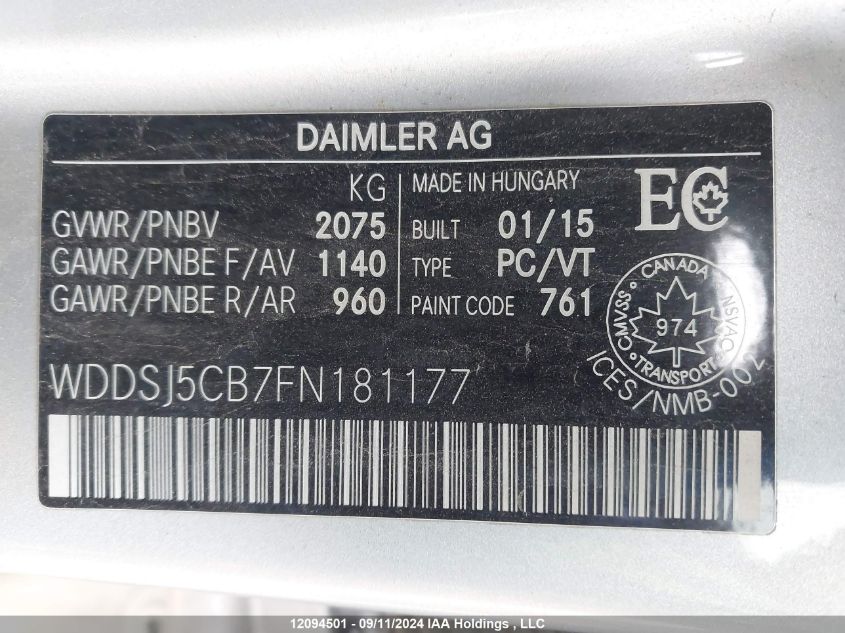 DAIMLER AG
KG
GVWR/PNBV 2075
GAWR/PNBE F/AV 1140
GAWR/PNBE R/AR 960
MADE IN HUNGARY
BUILT 01/15
TYPE PC/VT
PAINT CODE 761
EC
CANADA
CMVSS 974 NSVAC
TRANSPORT
ICES/NMB-002
WDDSJ5CB7FN181177
12094501 - 09/11/2024 IAA Holdings , LLC